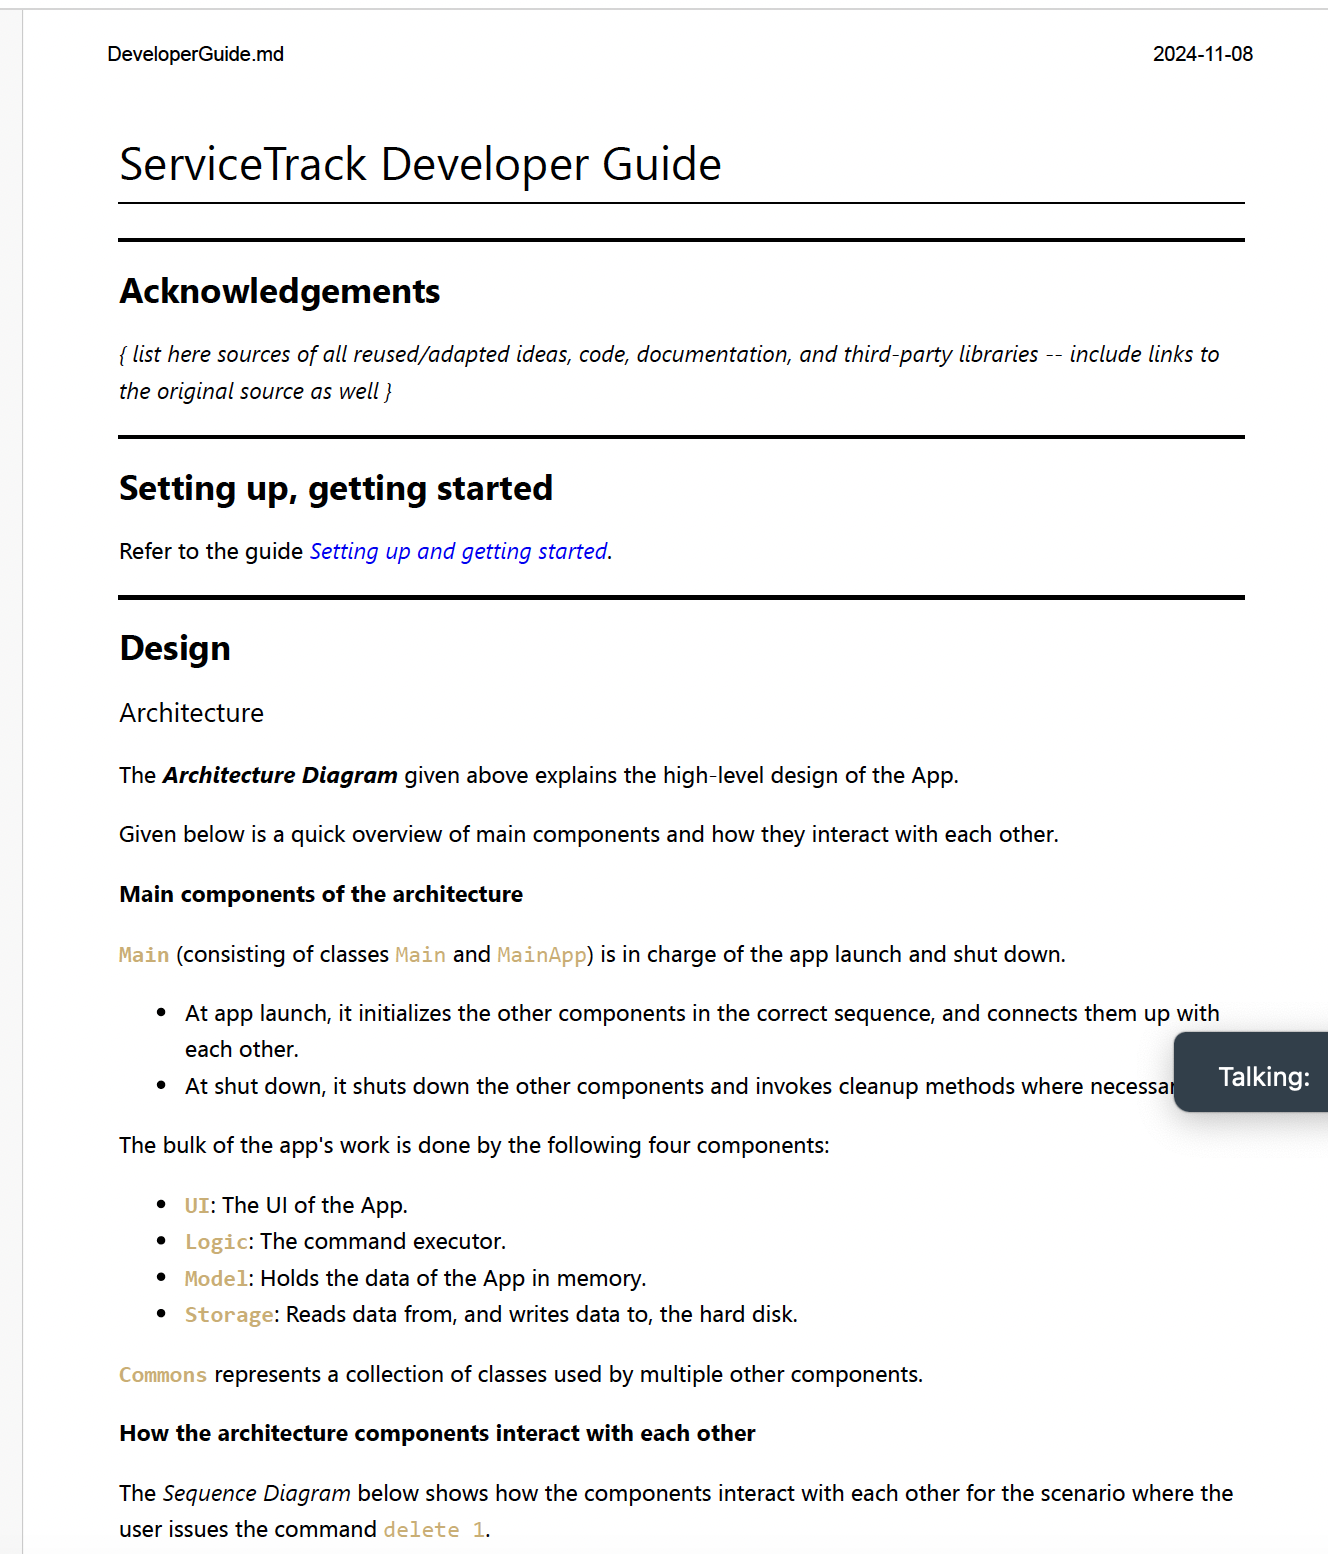 DeveloperGuide.md 2024-11-08
ServiceTrack Developer Guide
Acknowledgements
{ list here sources of all reused/adapted ideas, code, documentation, and third-party libraries -- include links to
the original source as well }
Setting up, getting started
Refer to the guide Setting up and getting started.
Design
Architecture
The Architecture Diagram given above explains the high-level design of the App.
Given below is a quick overview of main components and how they interact with each other.
Main components of the architecture
Main (consisting of classes Main and MainApp) is in charge of the app launch and shut down.
• At app launch, it initializes the other components in the correct sequence, and connects them up with
each other.
• At shut down, it shuts down the other components and invokes cleanup methods where
Talking:
The bulk of the app's work is done by the following four components:
• UI: The UI of the App.
• Logic: The command executor.
• Model: Holds the data of the App in memory.
• Storage: Reads data from, and writes data to, the hard disk.
Commons represents a collection of classes used by multiple other components.
How the architecture components interact with each other
The Sequence Diagram below shows how the components interact with each other for the scenario where the
user issues the command delete 1.